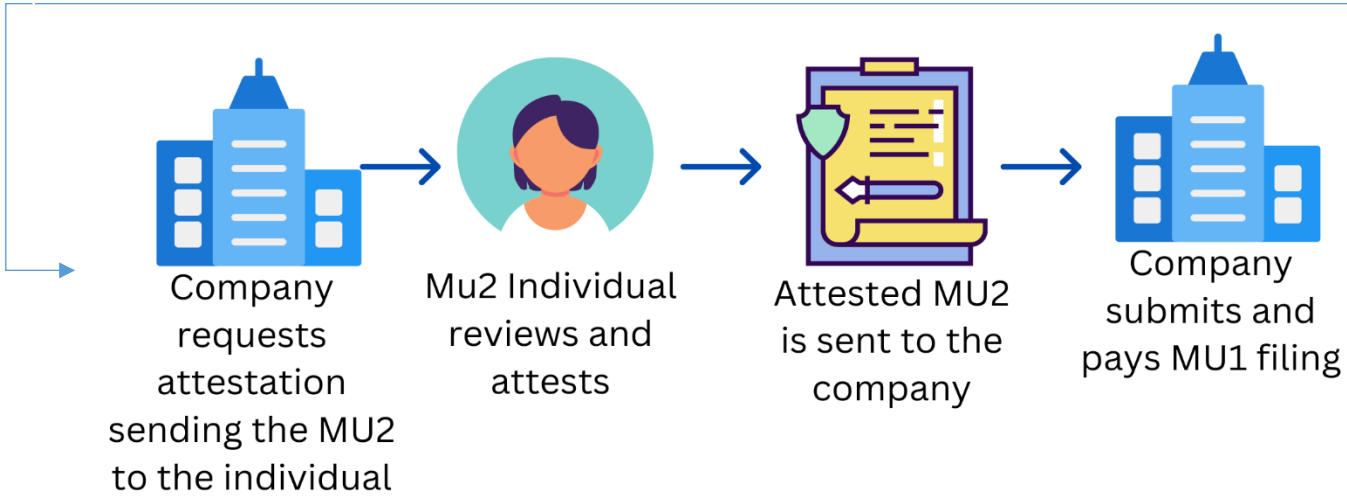 Company
requests
attestation
sending the MU2
to the individual
Mu2 Individual
reviews and
attests
Attested MU2
is sent to the
company
Company
submits and
pays MU1 filing